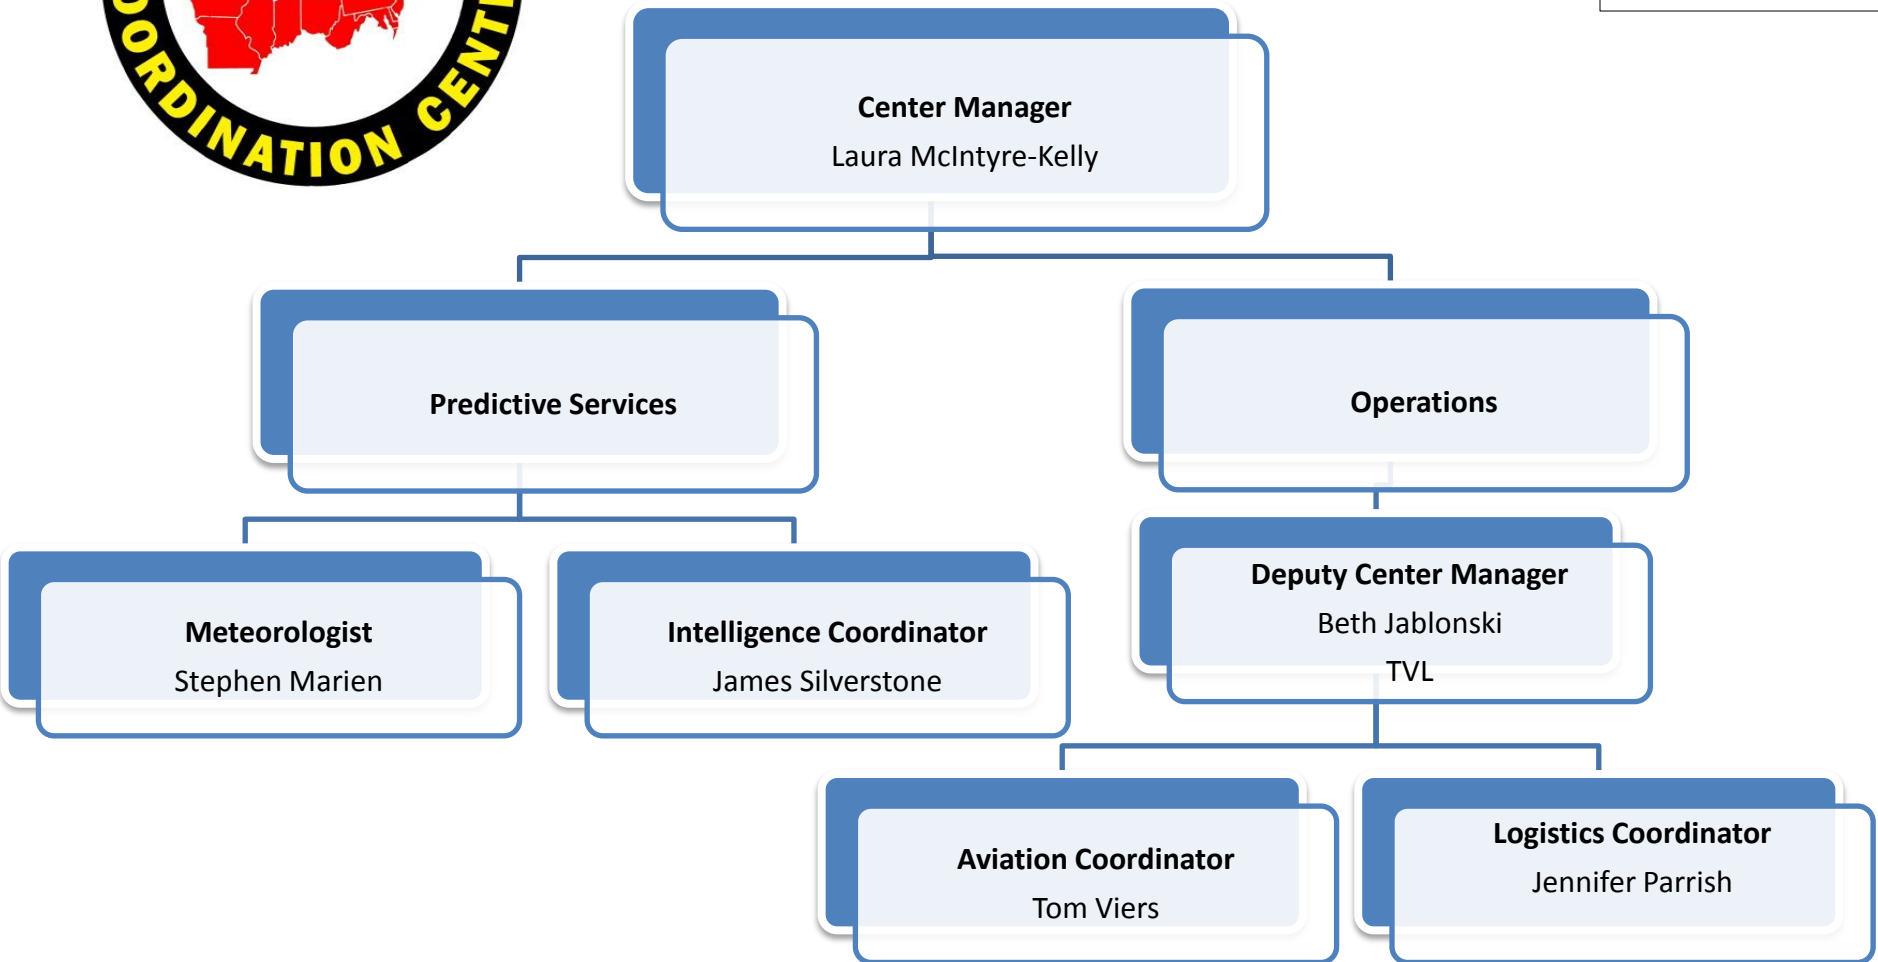 OORDINATION CENT
Center Manager
Laura McIntyre-Kelly
Predictive Services
Operations
Meteorologist
Stephen Marien
Intelligence Coordinator
James Silverstone
Deputy Center Manager
Beth Jablonski
TVL
Aviation Coordinator
Tom Viers
Logistics Coordinator
Jennifer Parrish